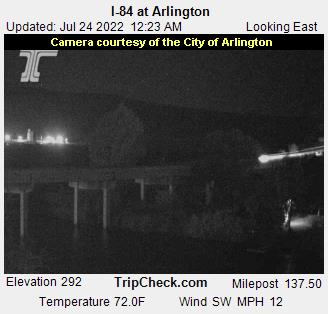 I-84 at Arlington
Updated: Jul 24 2022 12:23 AM Looking East
Camera courtesy of the City of Arlington
Elevation 292 TripCheck.com Milepost 137.50
Temperature 72.0F Wind SW MPH 12